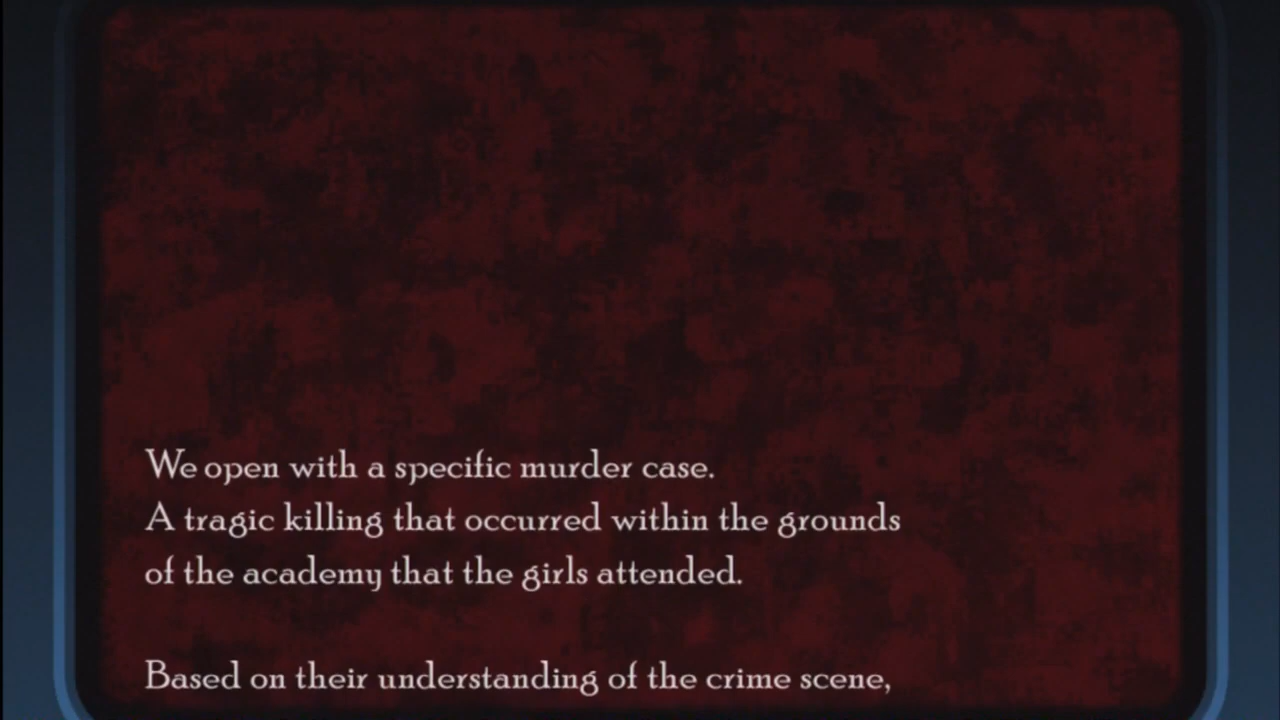 We open with a specific murder case.
A tragic killing that occurred within the grounds
of the academy that the girls attended.
Based on their understanding of the crime scene,